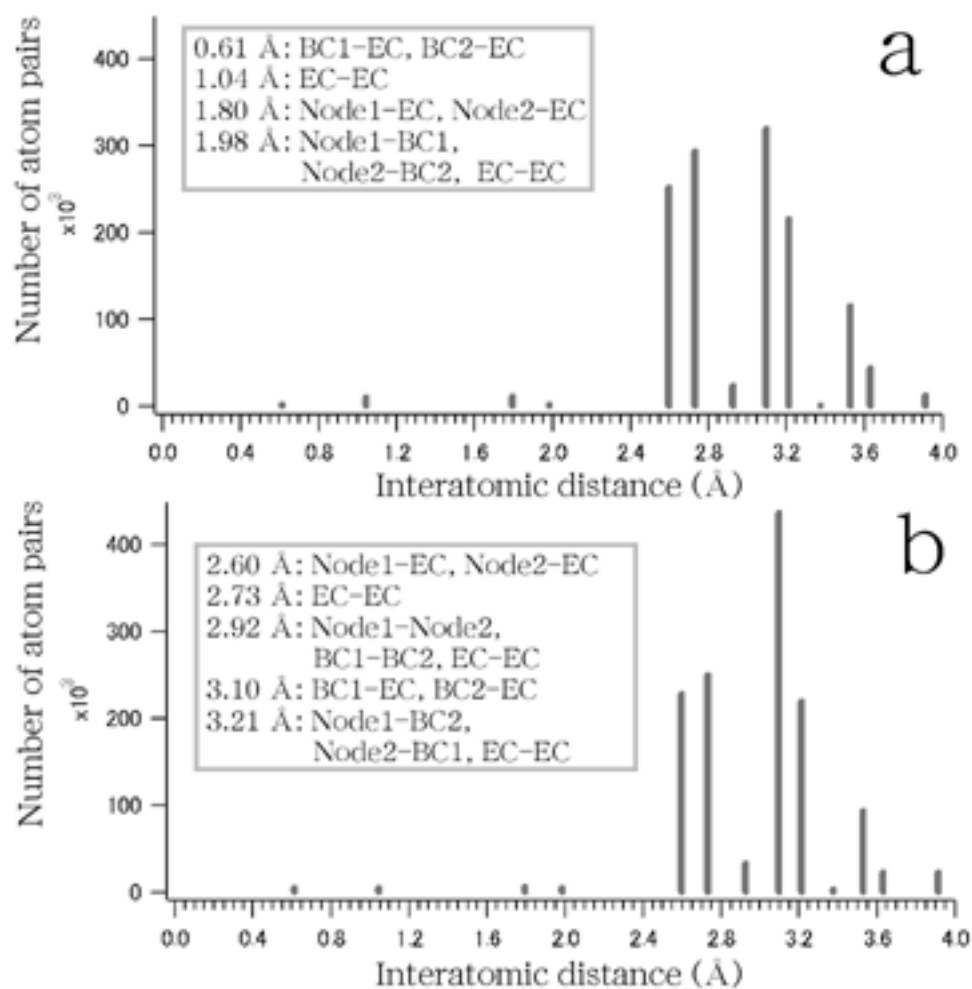 a
0.61 Å: BC1-EC, BC2-EC
1.04 Å: EC-EC
1.80 Å: Node1-EC, Node2-EC
1.98 Å: Node1-BC1,
Node2-BC2, EC-EC
Number of atom pairs
x10³
400
300
200
100
0
0.0 0.4 0.8 1.2 1.6 2.0 2.4 2.8 3.2 3.6 4.0
Interatomic distance (Å)
b
2.60 Å: Node1-EC, Node2-EC
2.73 Å: EC-EC
2.92 Å: Node1-Node2,
BC1-BC2, EC-EC
3.10 Å: BC1-EC, BC2-EC
3.21 Å: Node1-BC2,
Node2-BC1, EC-EC
Number of atom pairs
x10³
400
300
200
100
0
0.0 0.4 0.8 1.2 1.6 2.0 2.4 2.8 3.2 3.6 4.0
Interatomic distance (Å)